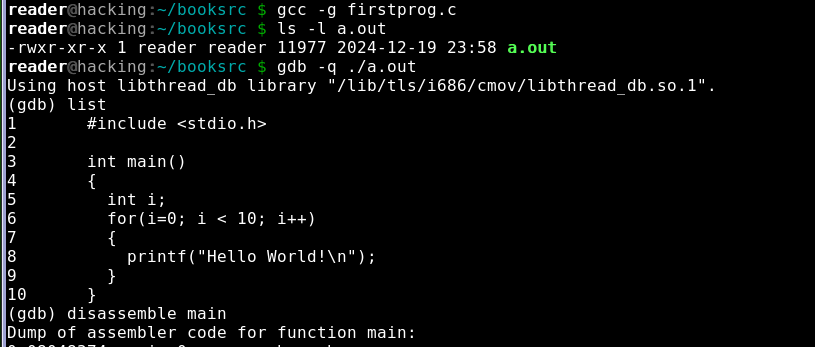 reader@hacking:~/booksrc $ gcc -g firstprog.c
reader@hacking:~/booksrc $ ls -l a.out
-rwxr-xr-x 1 reader reader 11977 2024-12-19 23:58 a.out
reader@hacking:~/booksrc $ gdb -q ./a.out
Using host libthread_db library "/lib/tls/i686/cmov/libthread_db.so.1".
(gdb) list
1       #include <stdio.h>
2
3       int main()
4       {
5         int i;
6         for(i=0; i < 10; i++)
7         {
8           printf("Hello World!\n");
9         }
10      }
(gdb) disassemble main
Dump of assembler code for function main: